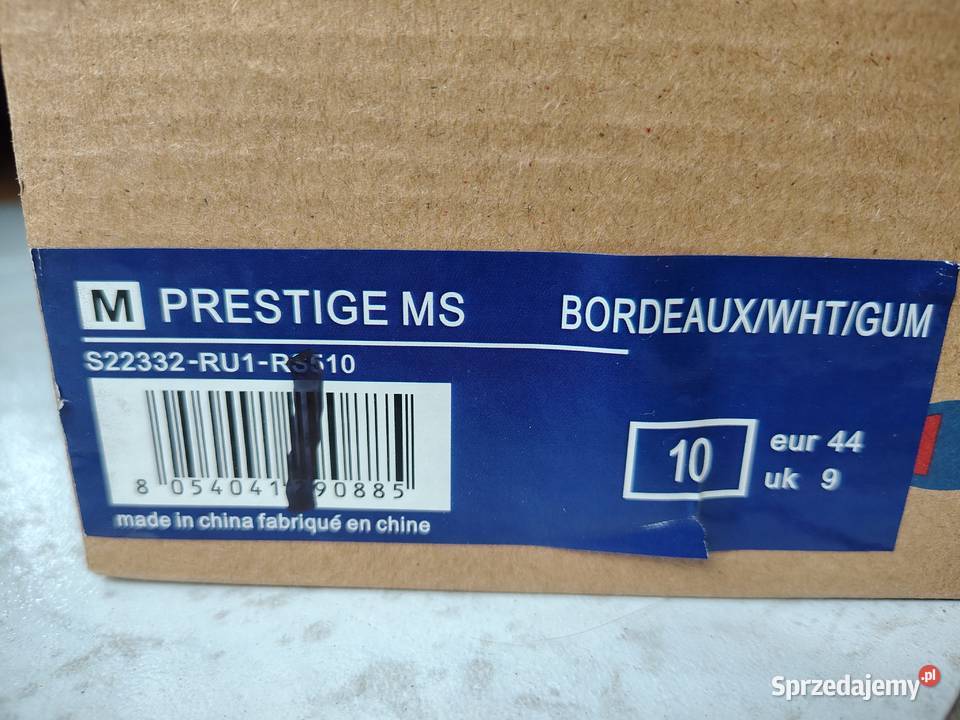 M PRESTIGE MS BORDEAUX/WHT/GUM
S22332-RU1-RS510
10 eur 44
uk 9
made in china fabriqué en chine
Sprzedajemy.pl